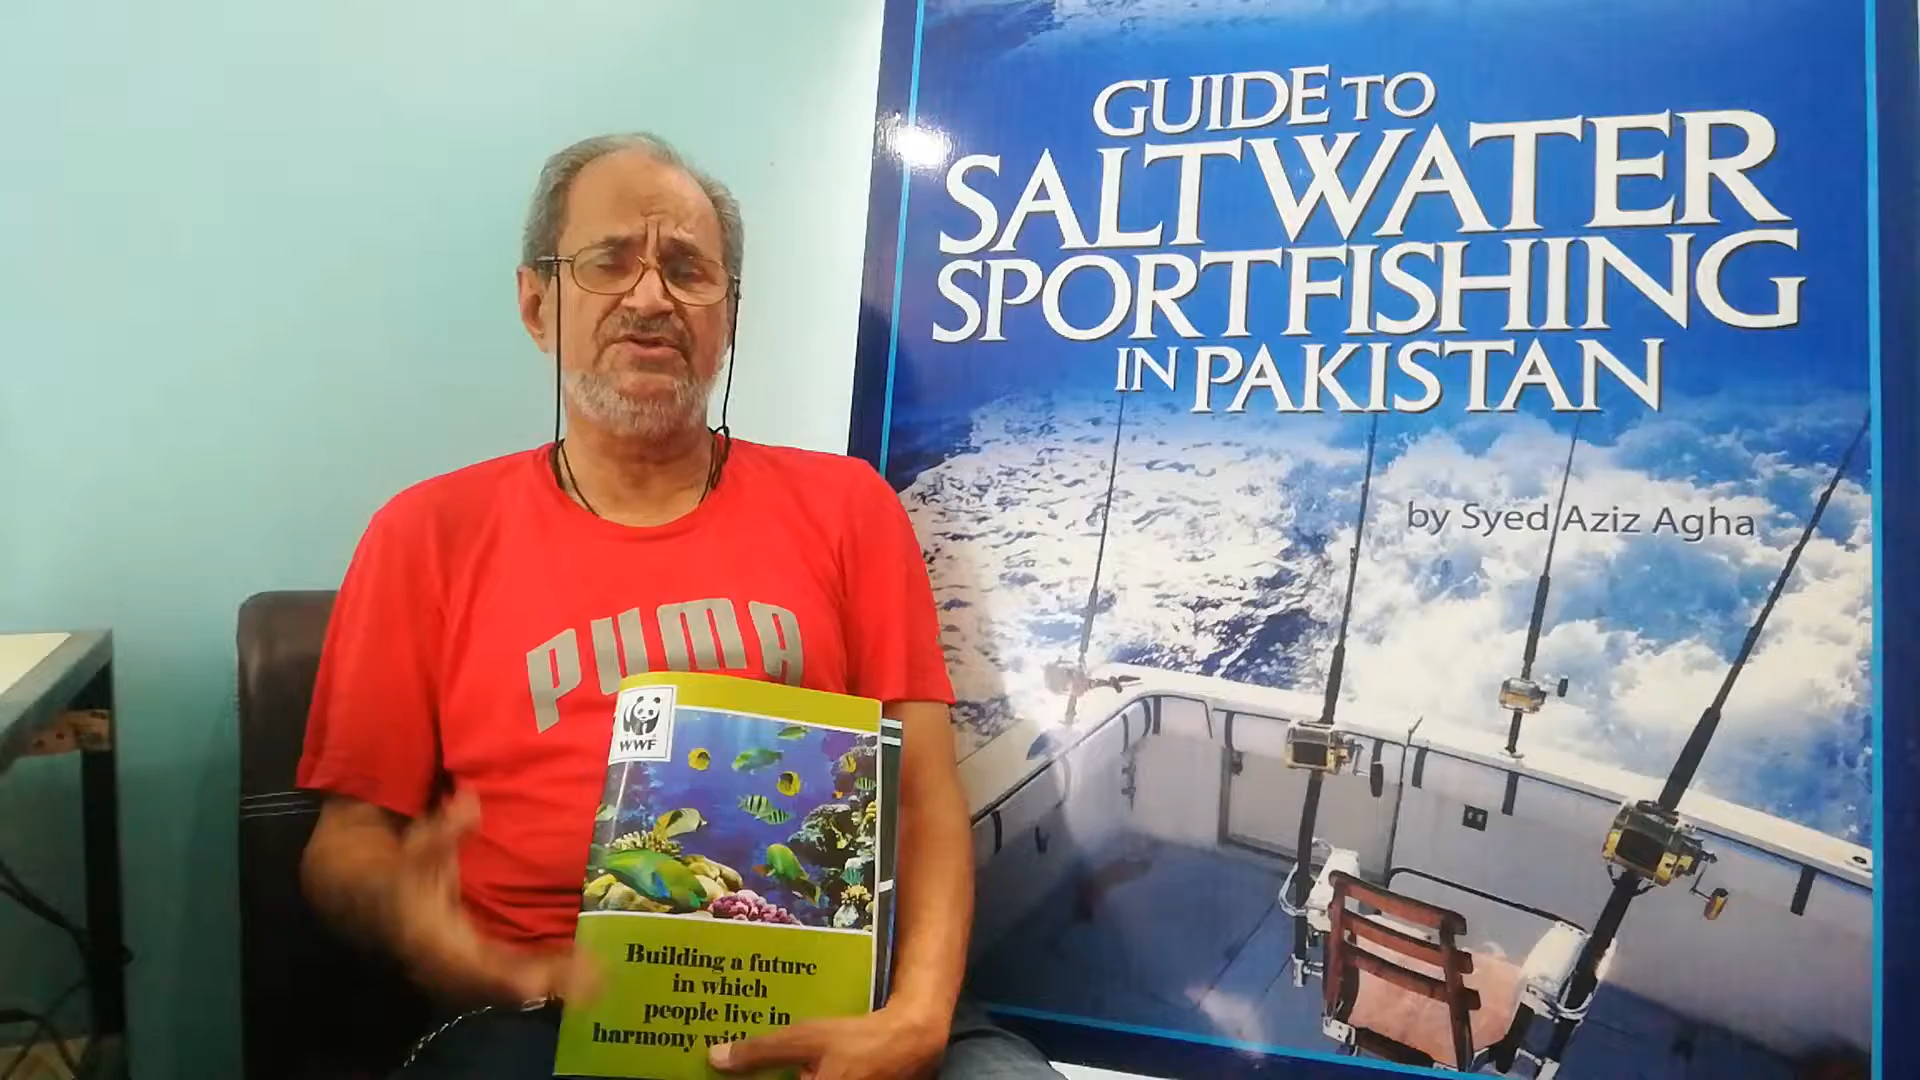 GUIDE TO
SALTWATER
SPORTFISHING
IN PAKISTAN
by Syed Aziz Agha
PUMA
WWF
Building a future
in which
people live in
harmony